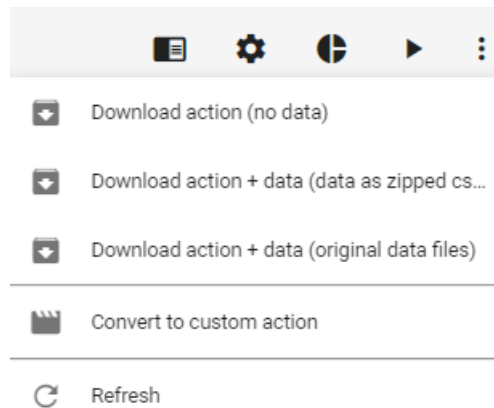 Download action (no data)
Download action + data (data as zipped cs...
Download action + data (original data files)
Convert to custom action
Refresh